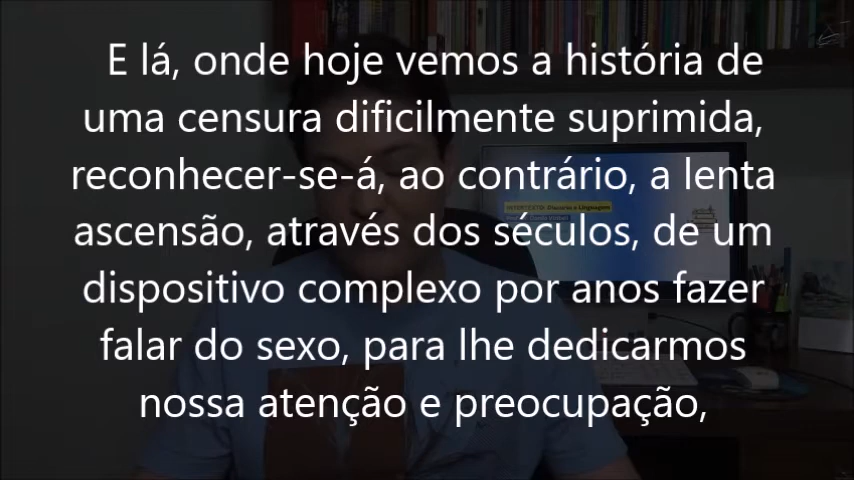 E lá, onde hoje vemos a história de
uma censura dificilmente suprimida,
reconhecer-se-á, ao contrário, a lenta
ascensão, através dos séculos, de um
dispositivo complexo por anos fazer
falar do sexo, para lhe dedicarmos
nossa atenção e preocupação,